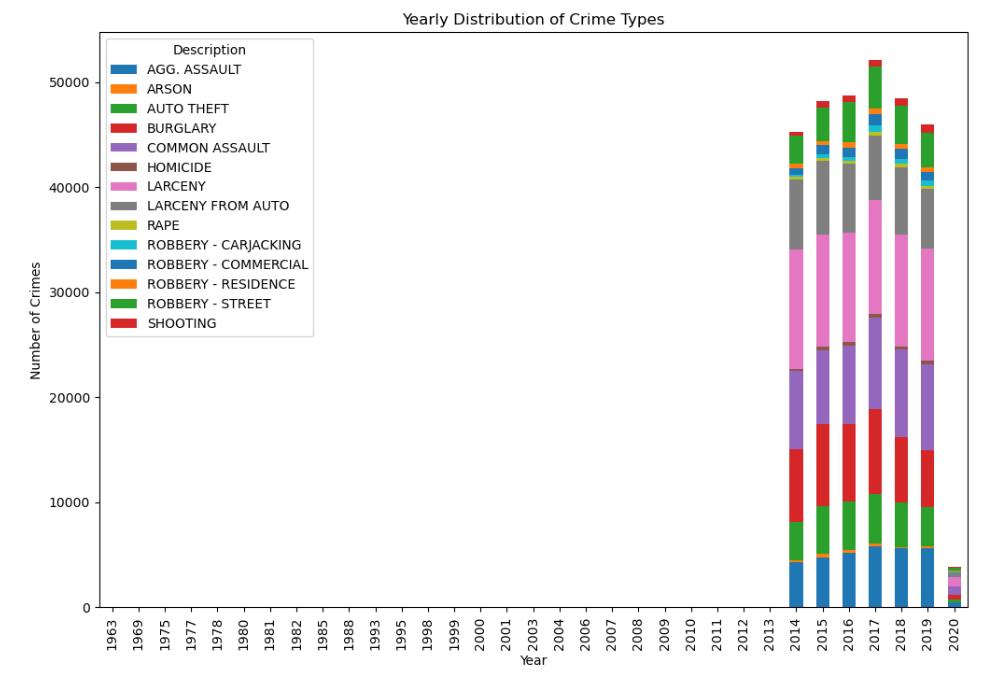 Yearly Distribution of Crime Types
Description
AGG. ASSAULT
ARSON
AUTO THEFT
BURGLARY
COMMON ASSAULT
HOMICIDE
LARCENY
LARCENY FROM AUTO
RAPE
ROBBERY - CARJACKING
ROBBERY - COMMERCIAL
ROBBERY - RESIDENCE
ROBBERY - STREET
SHOOTING
Number of Crimes
50000
40000
30000
20000
10000
0
1963
1969
1975
1977
1978
1980
1981
1982
1985
1988
1993
1995
1998
1999
2000
2001
2003
2004
2006
2007
2008
2009
2010
2011
2012
2013
2014
2015
2016
2017
2018
2019
2020
Year